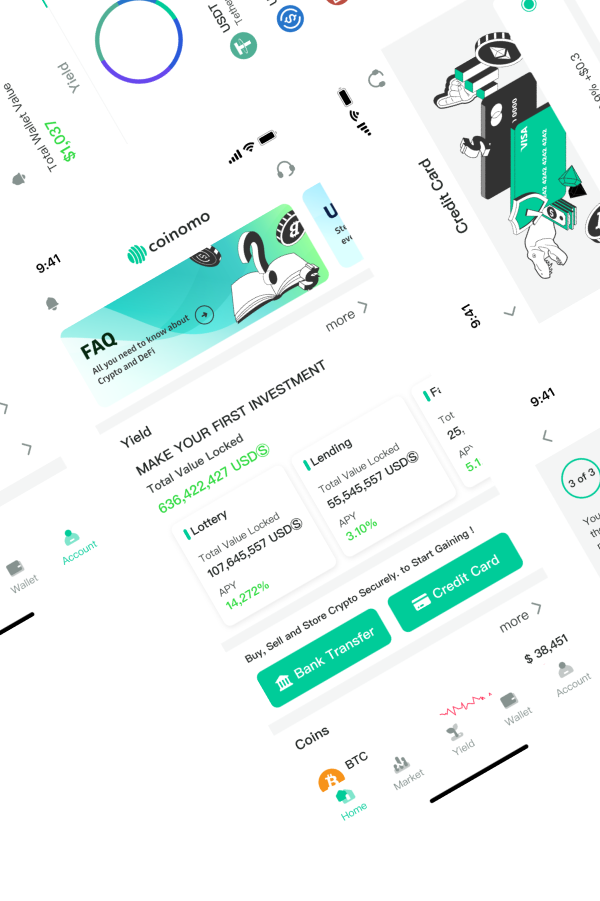 Total Wallet Value
$1,037
Yield
USDT
Tether
9:41
coinomo
FAQ
All you need to know about
Crypto and DeFi
more
Yield
MAKE YOUR FIRST INVESTMENT
Total Value Locked
636,422,427 USDⓈ
Lottery
Total Value Locked
107,645,557 USDⓈ
APY
14,272%
Lending
Total Value Locked
55,545,557 USDⓈ
APY
3.10%
Tot
25,
5.1
Buy, Sell and Store Crypto Securely. to Start Gaining !
Bank Transfer
Credit Card
more
Coins
BTC
$ 38,451
Home
Market
Yield
Wallet
Account
Wallet
Account
Credit Card
VISA
4242 4242 4242
9:41
9:41
3 of 3
You